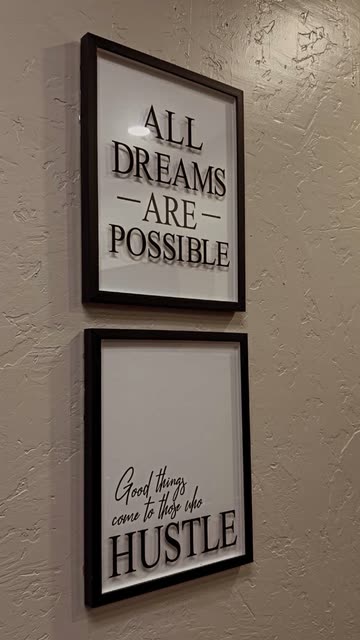 ALL
DREAMS
— ARE —
POSSIBLE
Good things
come to those who
HUSTLE